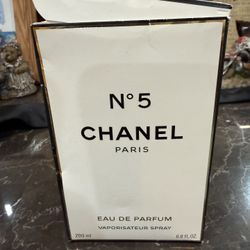 N°5
CHANEL
PARIS
EAU DE PARFUM
VAPORISATEUR SPRAY
200 ml 6.8 FL.OZ.